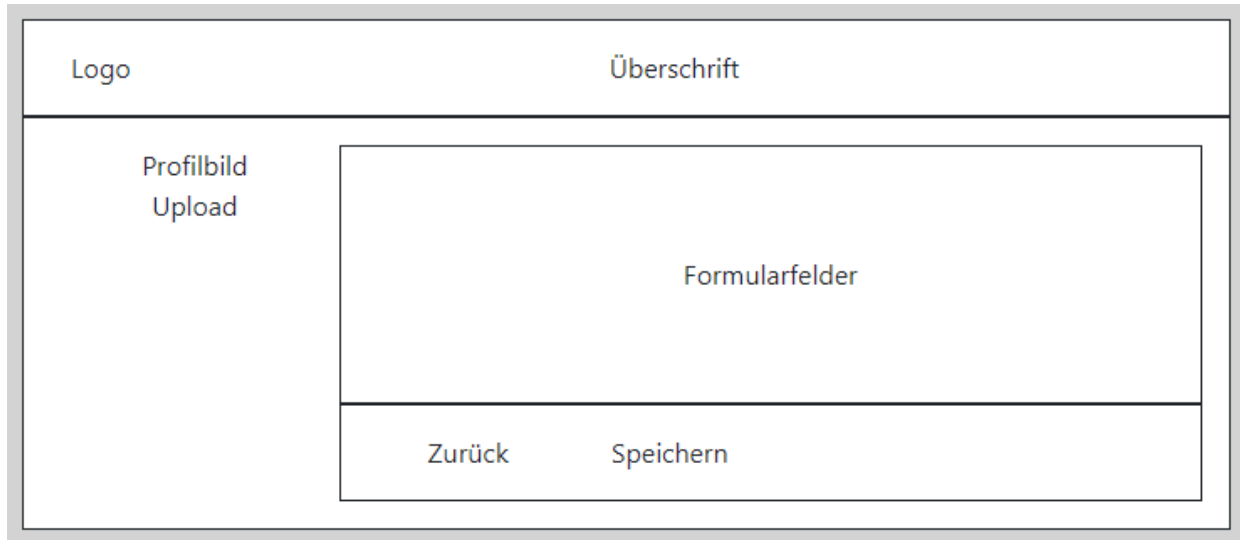 Logo
Überschrift
Profilbild
Upload
Formularfelder
Zurück
Speichern